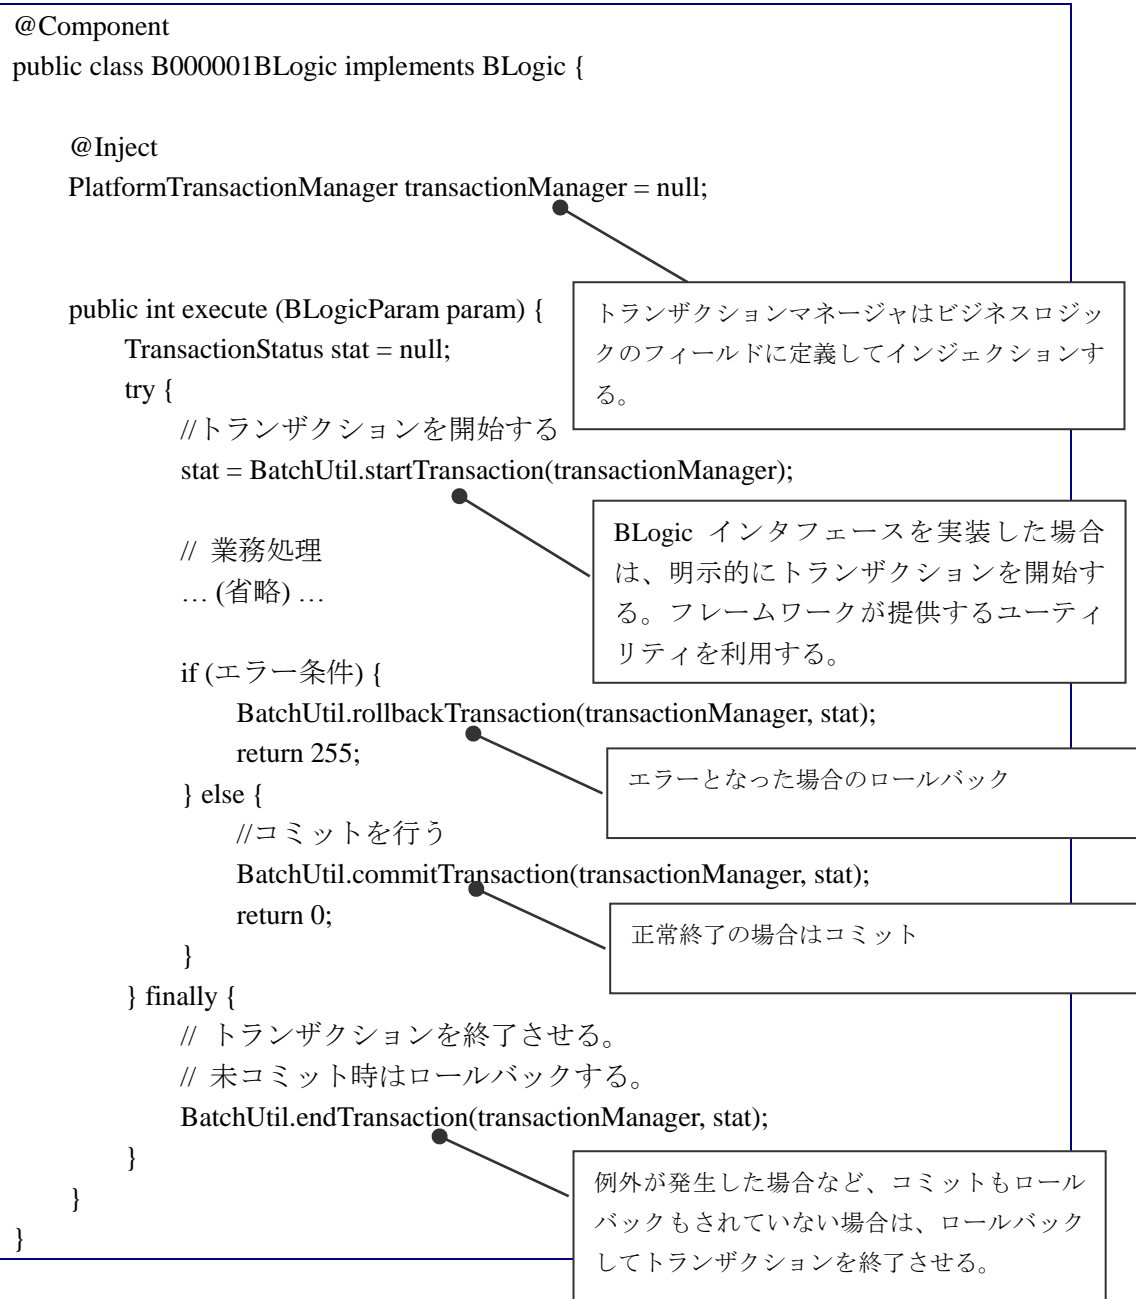 @Component
public class B000001BLogic implements BLogic {
@Inject
PlatformTransactionManager transactionManager = null;
トランザクションマネージャはビジネスロジッ
クのフィールドに定義してインジェクションす
る。
public int execute (BLogicParam param) {
TransactionStatus stat = null;
try {
//トランザクションを開始する
stat = BatchUtil.startTransaction(transactionManager);
BLogic インタフェースを実装した場合
は、明示的にトランザクションを開始す
る。フレームワークが提供するユーティ
リティを利用する。
// 業務処理
… (省略) …
if (エラー条件) {
BatchUtil.rollbackTransaction(transactionManager, stat);
return 255;
エラーとなった場合のロールバック
} else {
//コミットを行う
BatchUtil.commitTransaction(transactionManager, stat);
return 0;
正常終了の場合はコミット
}
} finally {
// トランザクションを終了させる。
// 未コミット時はロールバックする。
BatchUtil.endTransaction(transactionManager, stat);
例外が発生した場合など、コミットもロール
バックもされていない場合は、ロールバック
してトランザクションを終了させる。
}
}
}